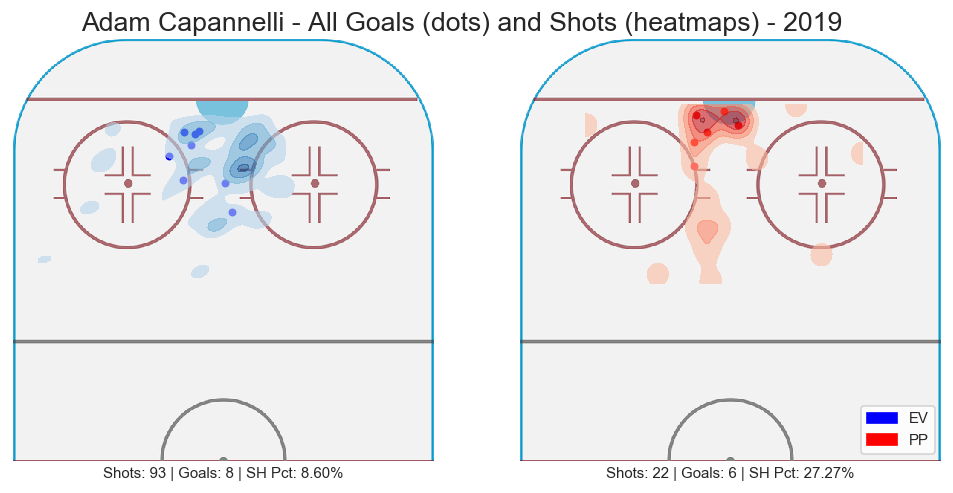 Adam Capannelli - All Goals (dots) and Shots (heatmaps) - 2019
EV
PP
Shots: 93 | Goals: 8 | SH Pct: 8.60%
Shots: 22 | Goals: 6 | SH Pct: 27.27%